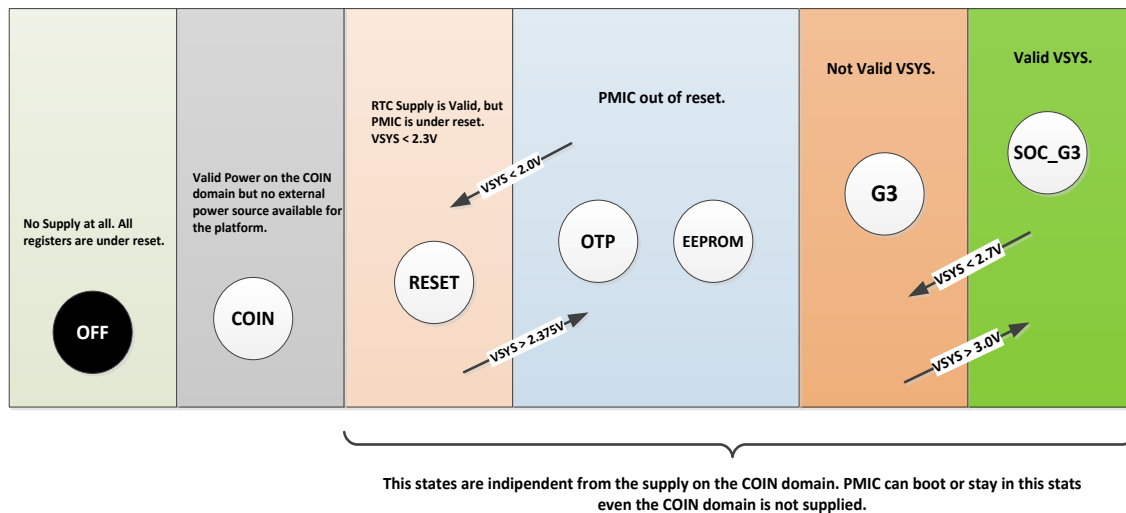 No Supply at all. All
registers are under reset.
OFF
Valid Power on the COIN
domain but no external
power source available for
the platform.
COIN
RTC Supply is Valid, but
PMIC is under reset.
VSYS < 2.3V
RESET
VSYS < 2.0V
VSYS > 2.375V
PMIC out of reset.
OTP
EEPROM
Not Valid VSYS.
G3
VSYS < 2.7V
VSYS > 3.0V
Valid VSYS.
SOC_G3
This states are indipendent from the supply on the COIN domain. PMIC can boot or stay in this stats
even the COIN domain is not supplied.